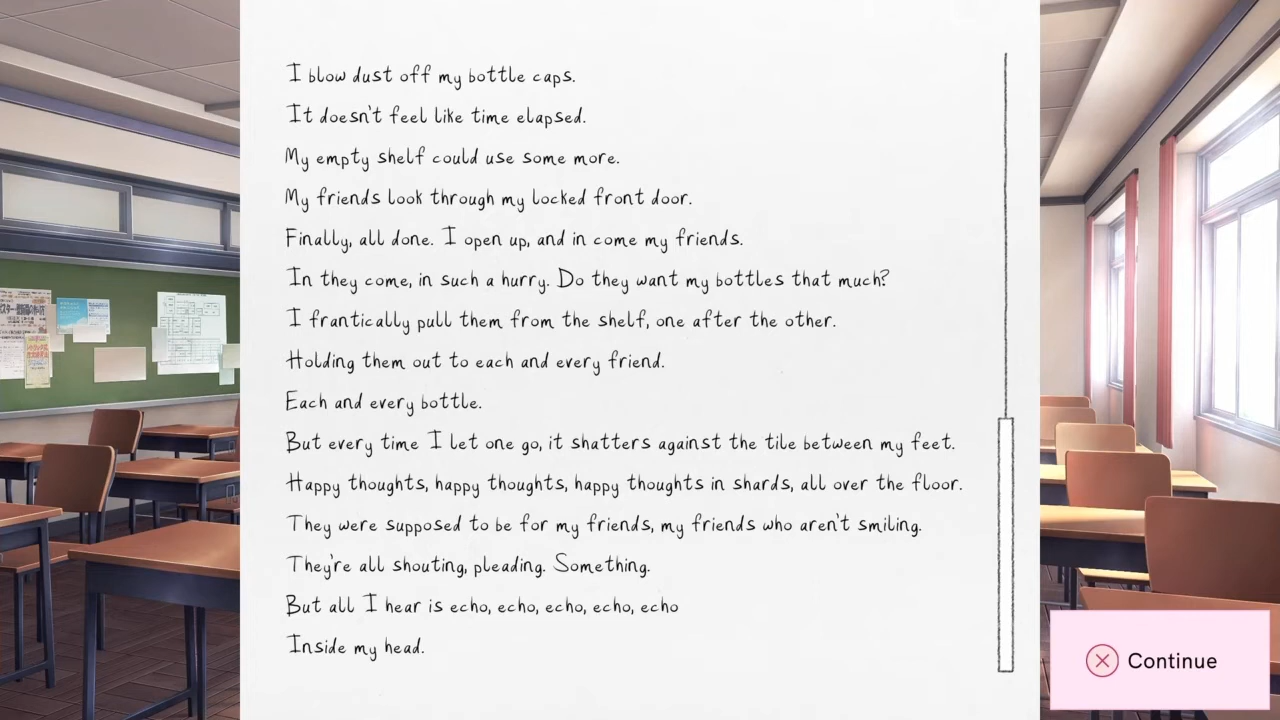 I blow dust off my bottle caps.
It doesn't feel like time elapsed.
My empty shelf could use some more.
My friends look through my locked front door.
Finally, all done. I open up, and in come my friends.
In they come, in such a hurry. Do they want my bottles that much?
I frantically pull them from the shelf, one after the other.
Holding them out to each and every friend.
Each and every bottle.
But every time I let one go, it shatters against the tile between my feet.
Happy thoughts, happy thoughts, happy thoughts in shards, all over the floor.
They were supposed to be for my friends, my friends who aren't smiling.
They're all shouting, pleading. Something.
But all I hear is echo, echo, echo, echo, echo
Inside my head.
Continue